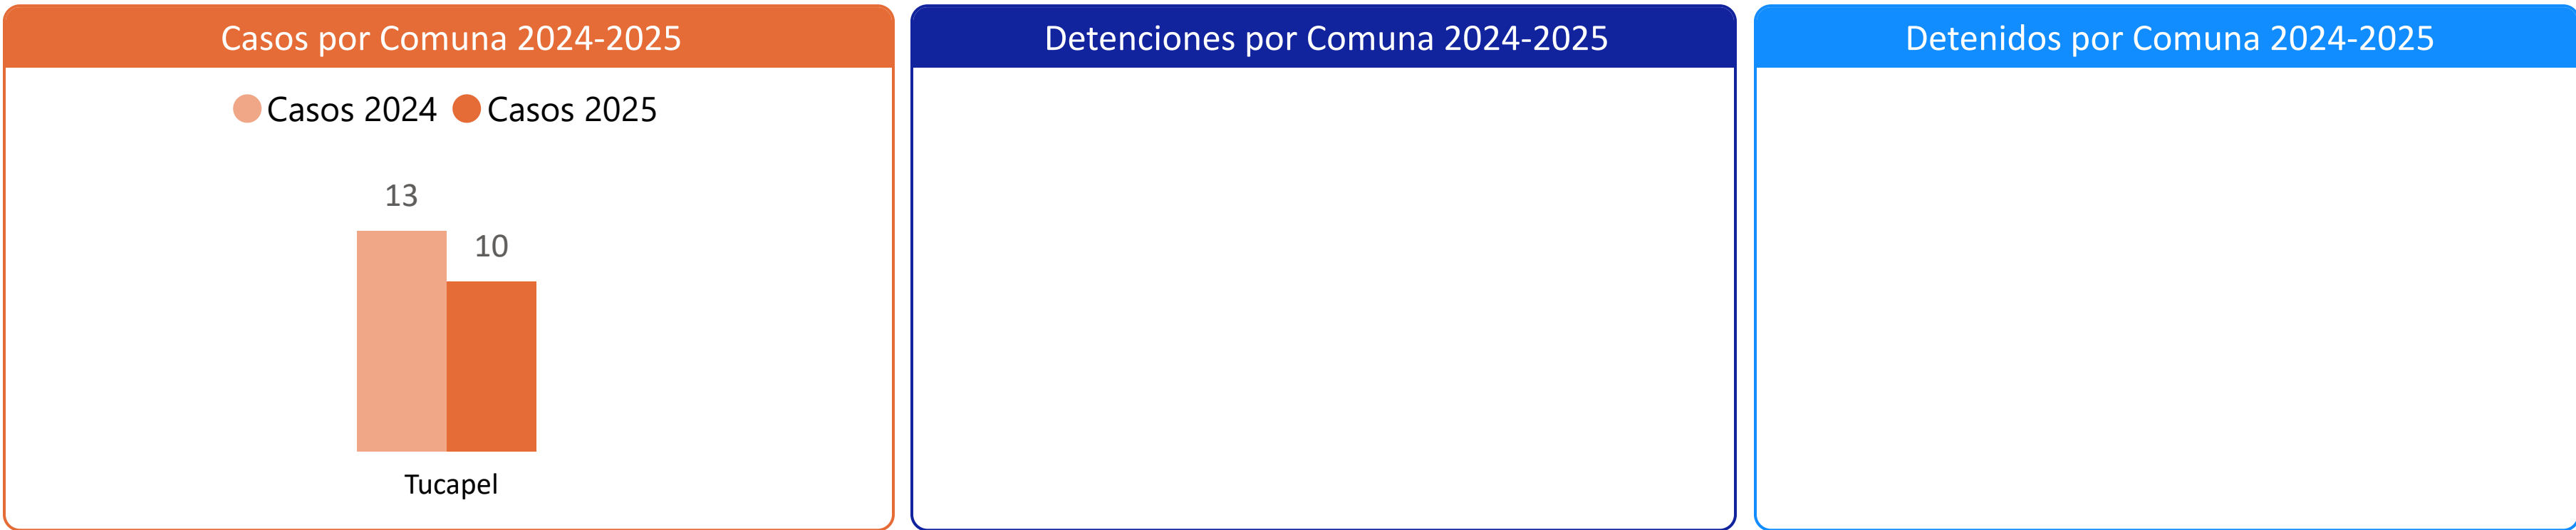 Casos por Comuna 2024-2025
Casos 2024 Casos 2025
13
10
Tucapel
Detenciones por Comuna 2024-2025
Detenidos por Comuna 2024-2025